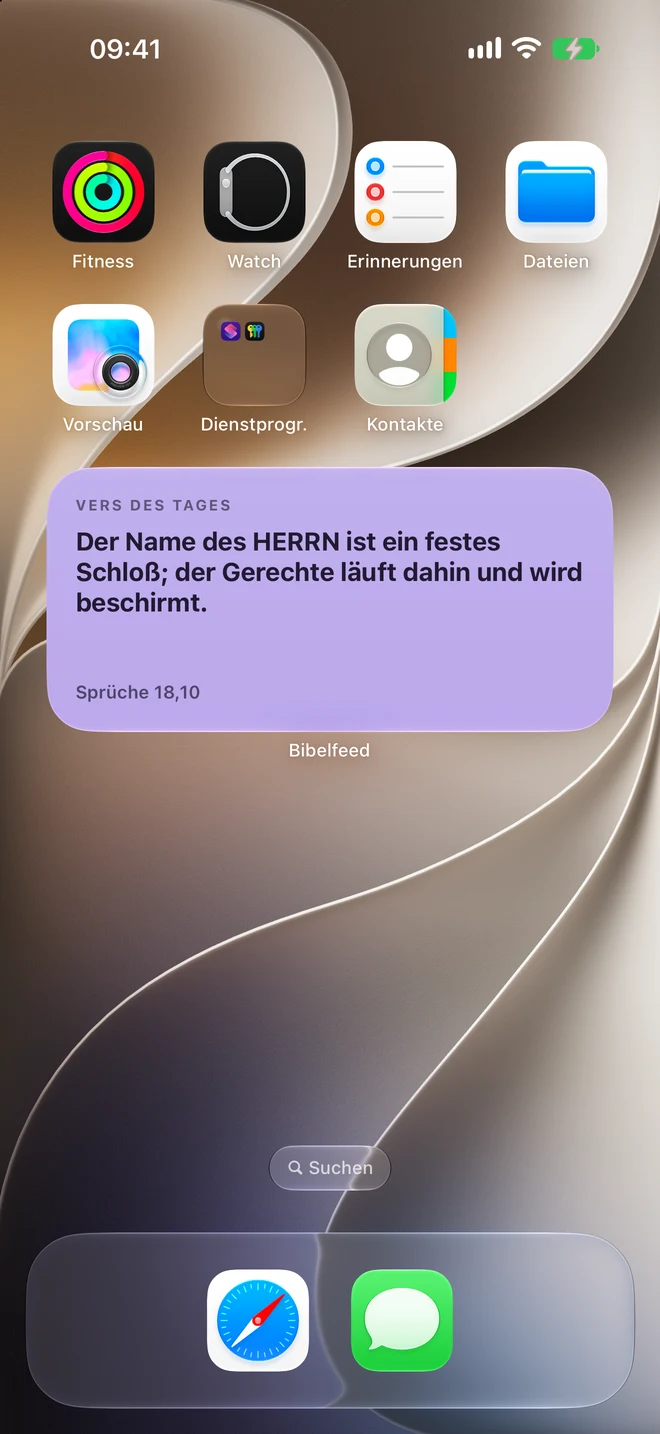 09:41
Fitness
Watch
Erinnerungen
Dateien
Vorschau
Dienstprogr.
Kontakte
VERS DES TAGES
Der Name des HERRN ist ein festes
Schloß; der Gerechte läuft dahin und wird
beschirmt.
Sprüche 18,10
Bibelfeed
Suchen